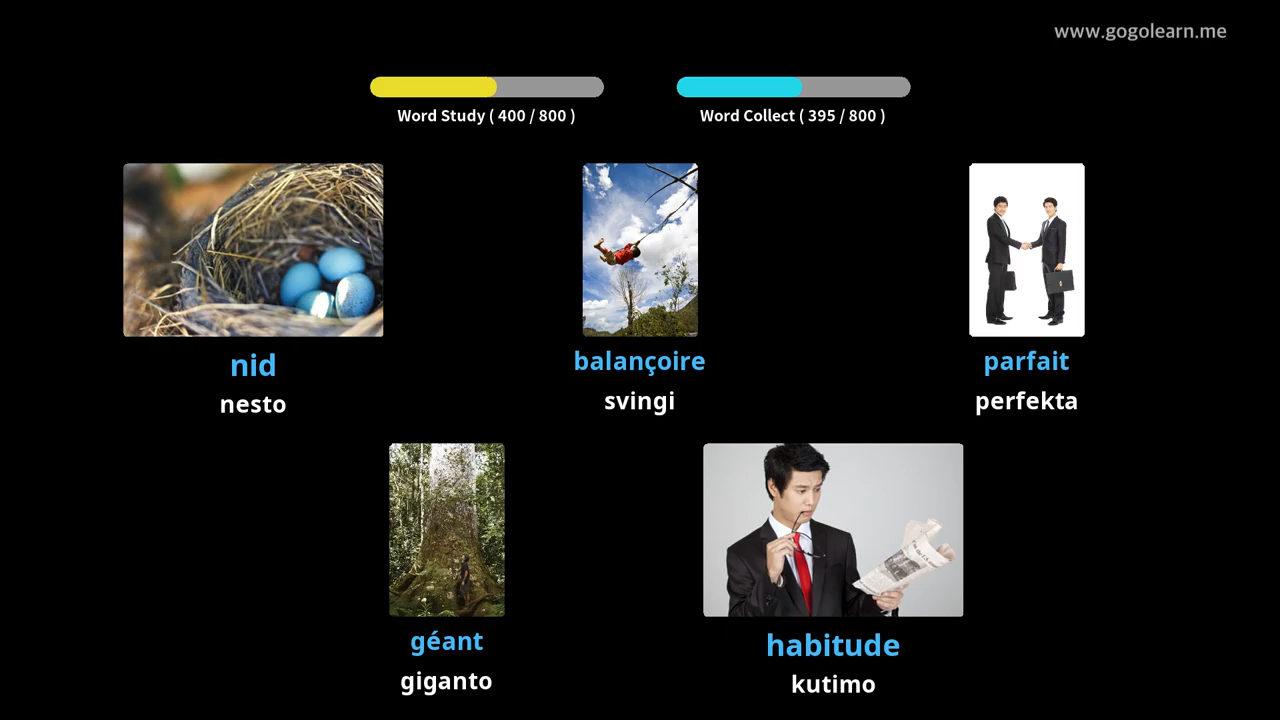 www.gogolearn.me
Word Study ( 400 / 800 )
Word Collect ( 395 / 800 )
nid
nesto
balançoire
svingi
parfait
perfekta
géant
giganto
habitude
kutimo